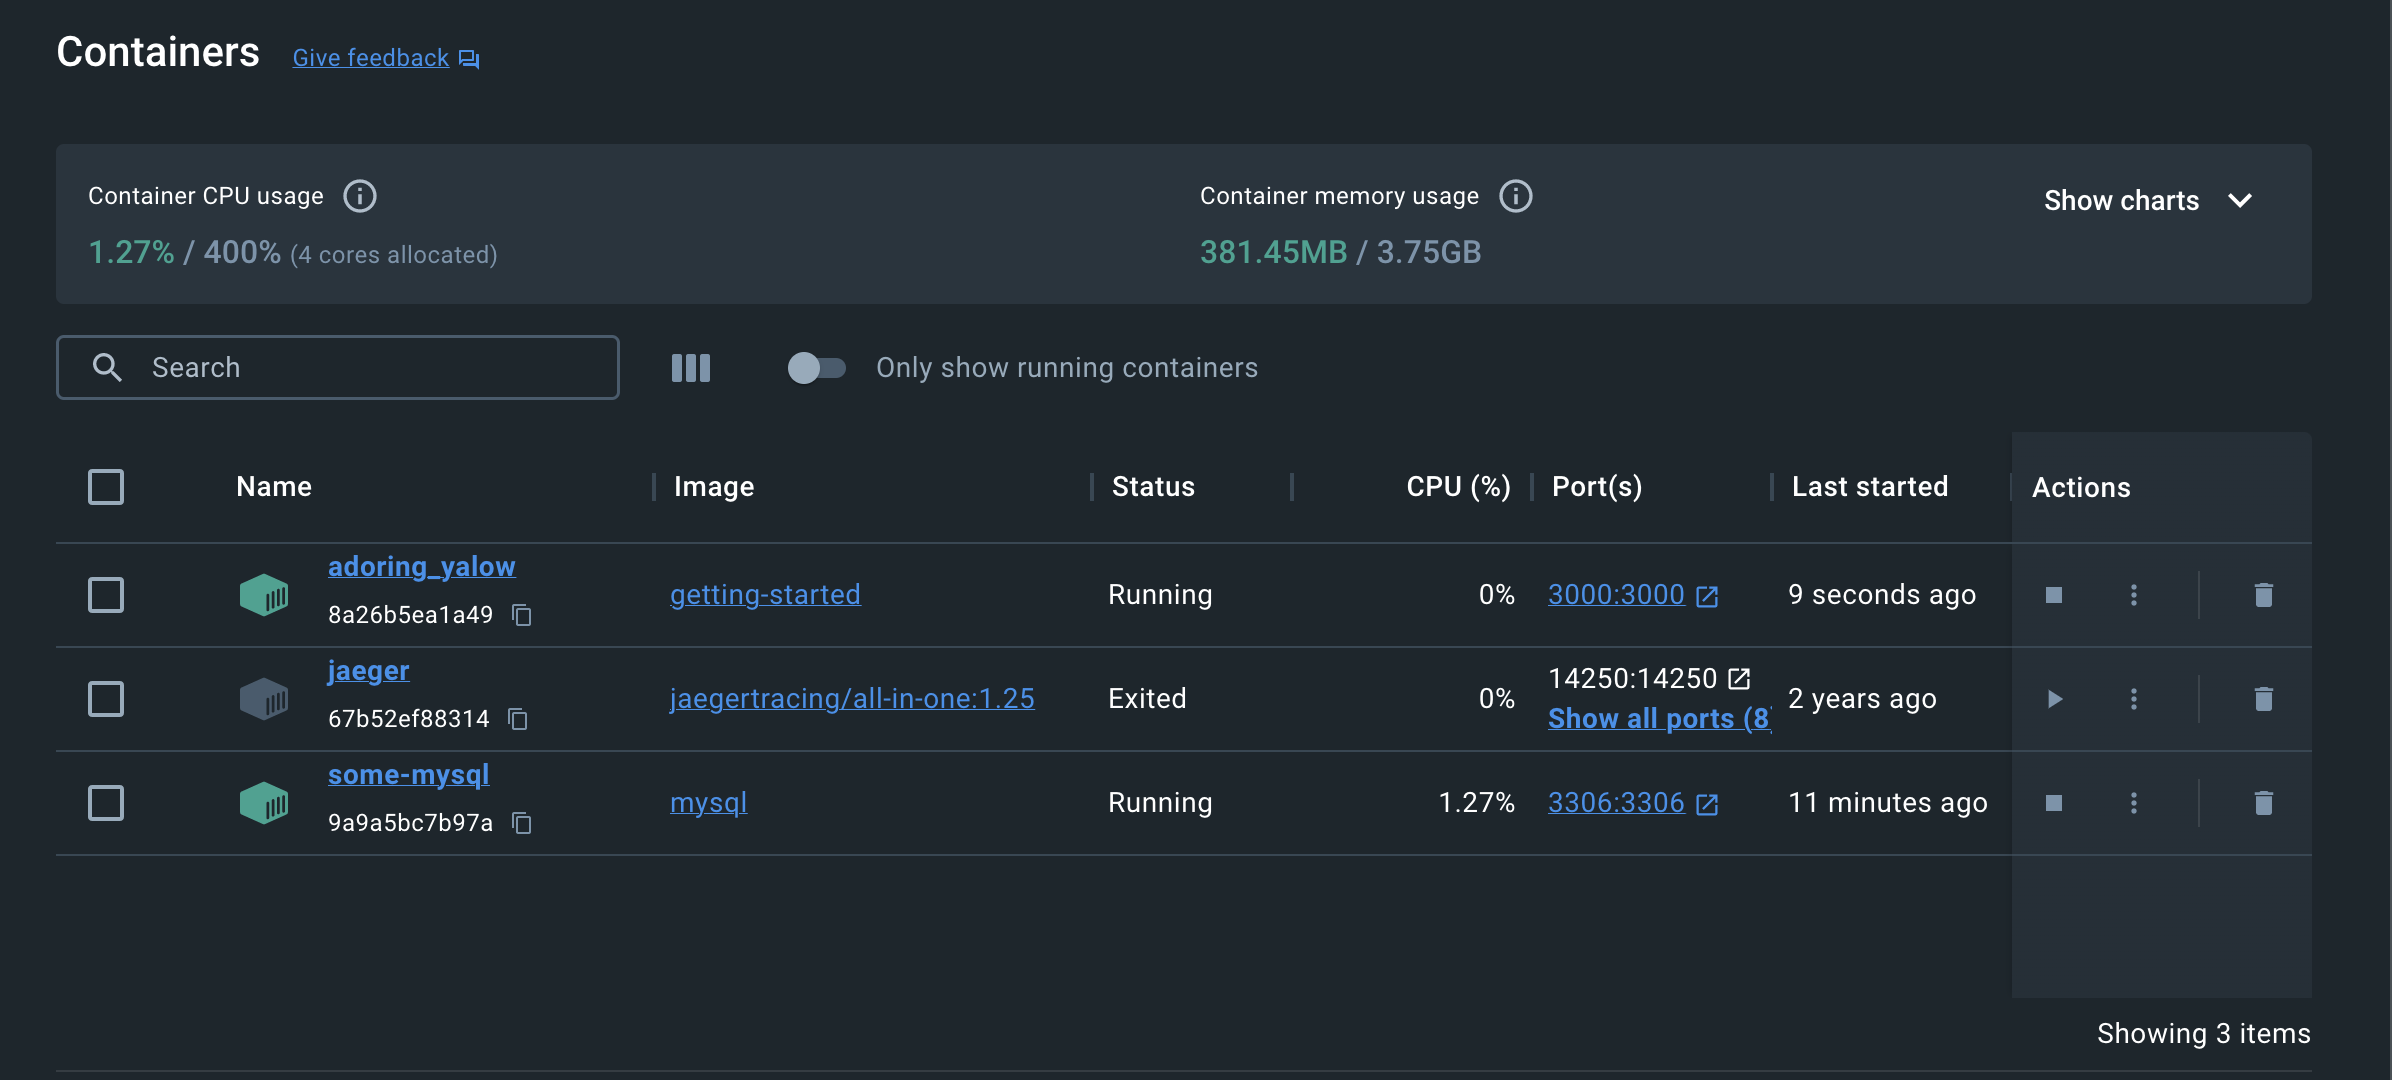 Containers Give feedback
Container CPU usage
1.27% / 400% (4 cores allocated)
Container memory usage
381.45MB / 3.75GB
Show charts
Search
Only show running containers
Name Image Status CPU (%) Port(s) Last started Actions
adoring_yalow
8a26b5ea1a49
getting-started Running 0% 3000:3000 9 seconds ago
jaeger
67b52ef88314
jaegertracing/all-in-one:1.25 Exited 0%
14250:14250
Show all ports (8)
2 years ago
some-mysql
9a9a5bc7b97a
mysql Running 1.27% 3306:3306 11 minutes ago
Showing 3 items